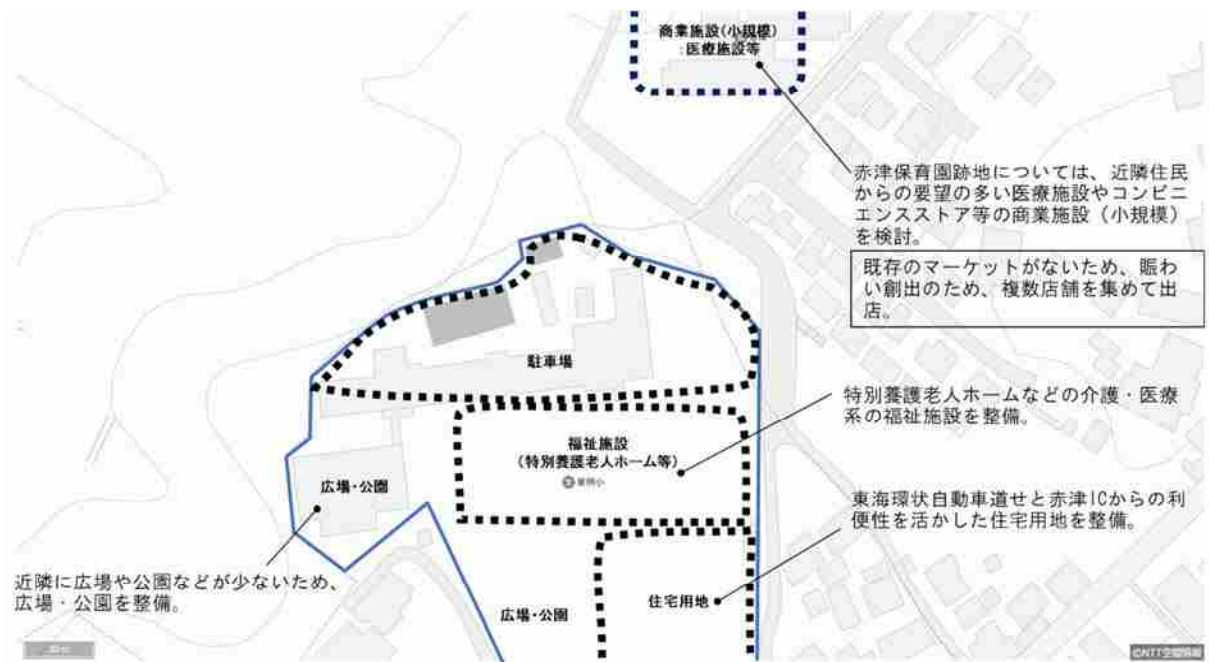 商業施設(小規模)
:医療施設等
赤津保育園跡地については、近隣住民
からの要望の多い医療施設やコンビニ
エンスストア等の商業施設（小規模）
を検討。
既存のマーケットがないため、賑わ
い創出のため、複数店舗を集めて出
店。
駐車場
特別養護老人ホームなどの介護・医療
系の福祉施設を整備。
福祉施設
(特別養護老人ホーム等)
広場・公園
東海環状自動車道せと赤津ICからの利
便性を活かした住宅用地を整備。
近隣に広場や公園などが少ないため、
広場・公園を整備。
住宅用地
広場・公園
©NTT空間情報